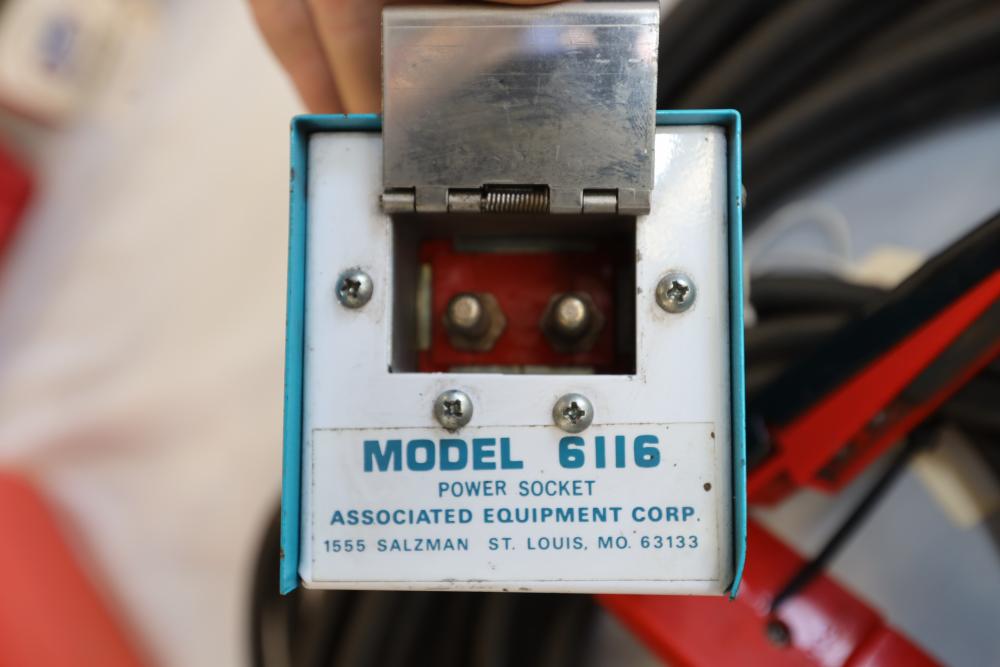 MODEL 6116
POWER SOCKET
ASSOCIATED EQUIPMENT CORP.
1555 SALZMAN ST. LOUIS, MO. 63133